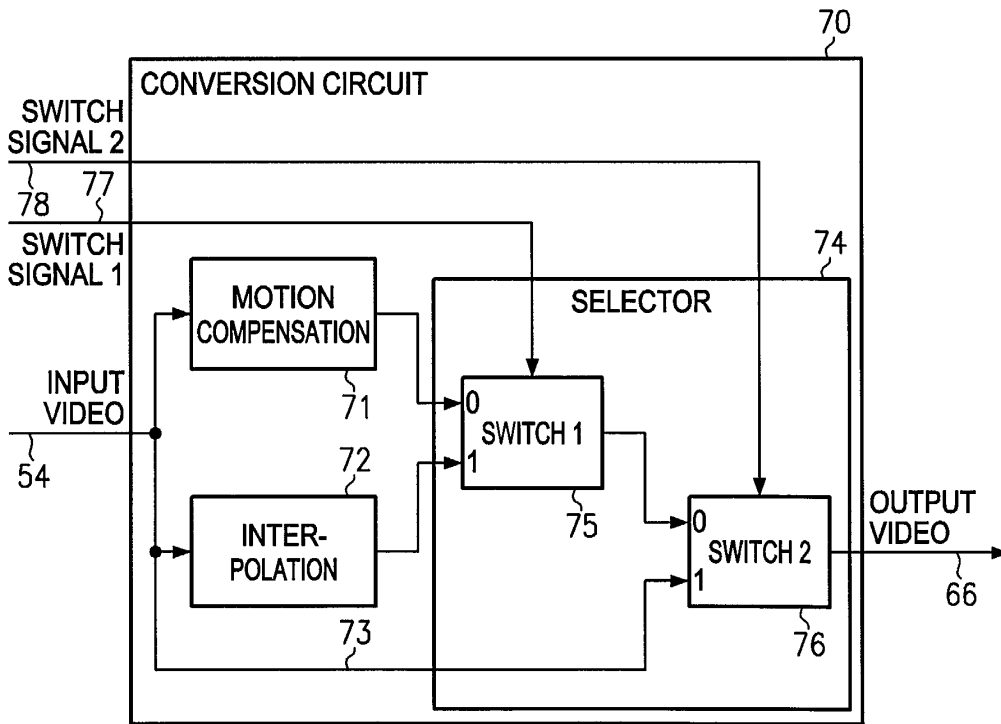 70
CONVERSION CIRCUIT
SWITCH
SIGNAL 2
78
77
SWITCH
SIGNAL 1
74
MOTION
COMPENSATION
SELECTOR
INPUT
VIDEO
71
0
SWITCH 1
1
54
72
75
INTER-
POLATION
0
SWITCH 2
1
OUTPUT
VIDEO
66
73
76